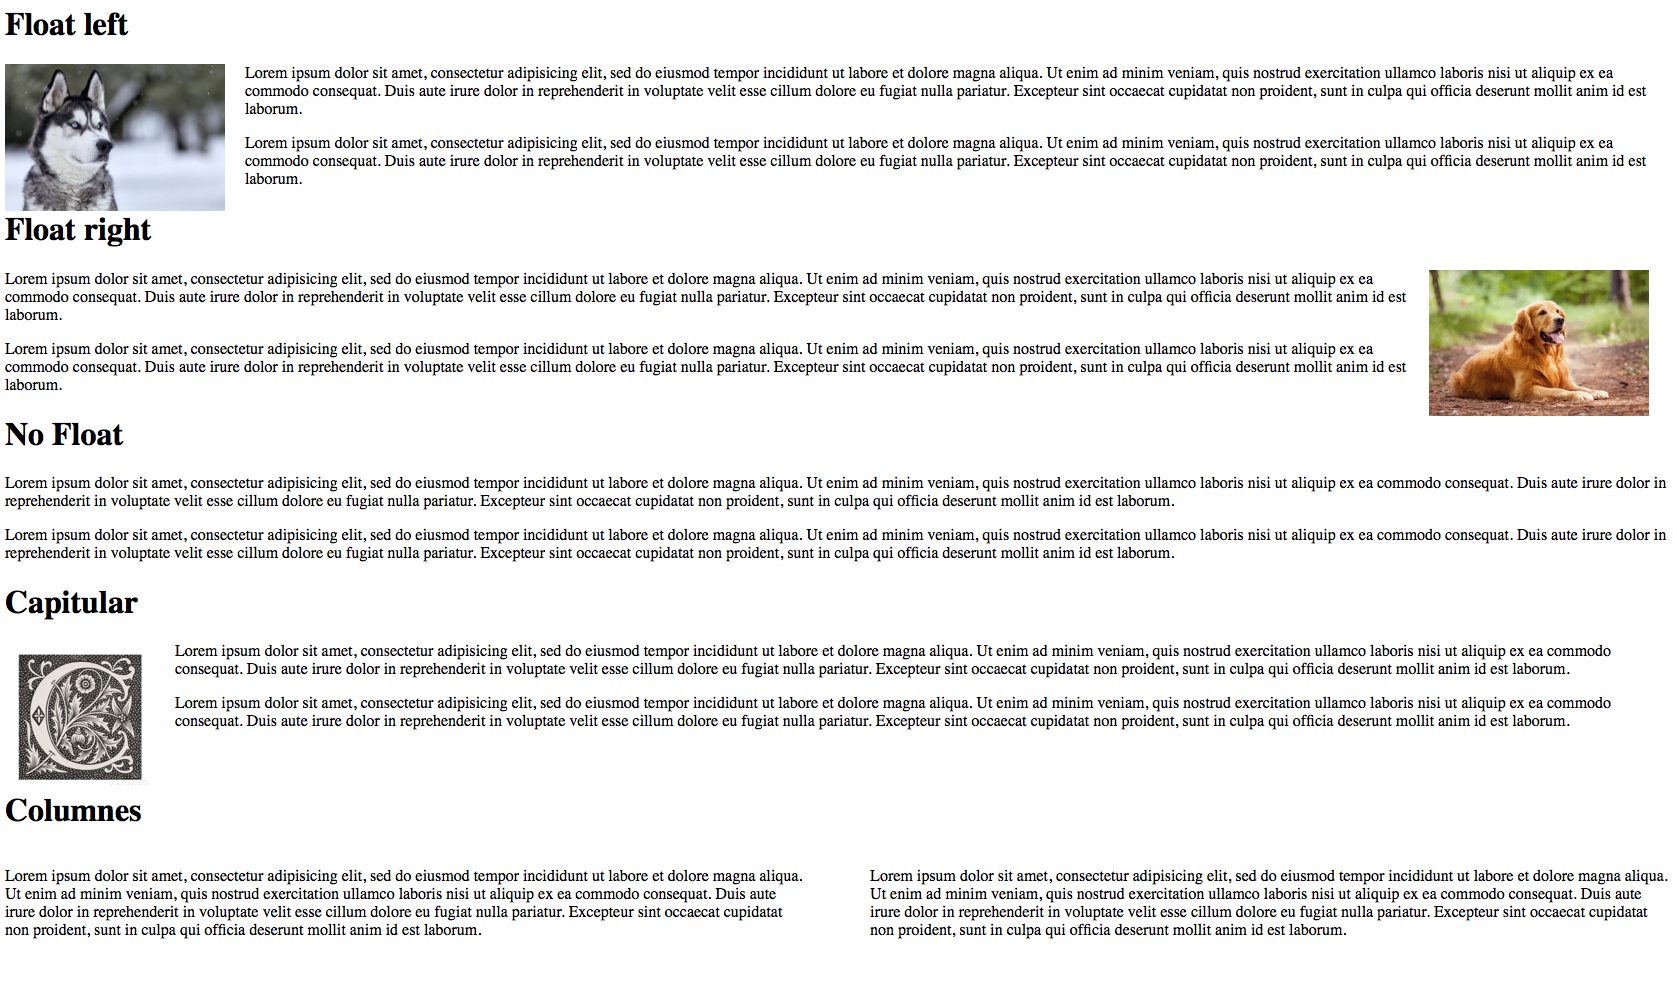 Float left
Lorem ipsum dolor sit amet, consectetur adipisicing elit, sed do eiusmod tempor incididunt ut labore et dolore magna aliqua. Ut enim ad minim veniam, quis nostrud exercitation ullamco laboris nisi ut aliquip ex ea
commodo consequat. Duis aute irure dolor in reprehenderit in voluptate velit esse cillum dolore eu fugiat nulla pariatur. Excepteur sint occaecat cupidatat non proident, sunt in culpa qui officia deserunt mollit anim id est
laborum.
Lorem ipsum dolor sit amet, consectetur adipisicing elit, sed do eiusmod tempor incididunt ut labore et dolore magna aliqua. Ut enim ad minim veniam, quis nostrud exercitation ullamco laboris nisi ut aliquip ex ea
commodo consequat. Duis aute irure dolor in reprehenderit in voluptate velit esse cillum dolore eu fugiat nulla pariatur. Excepteur sint occaecat cupidatat non proident, sunt in culpa qui officia deserunt mollit anim id est
laborum.
Float right
Lorem ipsum dolor sit amet, consectetur adipisicing elit, sed do eiusmod tempor incididunt ut labore et dolore magna aliqua. Ut enim ad minim veniam, quis nostrud exercitation ullamco laboris nisi ut aliquip ex ea
commodo consequat. Duis aute irure dolor in reprehenderit in voluptate velit esse cillum dolore eu fugiat nulla pariatur. Excepteur sint occaecat cupidatat non proident, sunt in culpa qui officia deserunt mollit anim id est
laborum.
Lorem ipsum dolor sit amet, consectetur adipisicing elit, sed do eiusmod tempor incididunt ut labore et dolore magna aliqua. Ut enim ad minim veniam, quis nostrud exercitation ullamco laboris nisi ut aliquip ex ea
commodo consequat. Duis aute irure dolor in reprehenderit in voluptate velit esse cillum dolore eu fugiat nulla pariatur. Excepteur sint occaecat cupidatat non proident, sunt in culpa qui officia deserunt mollit anim id est
laborum.
No Float
Lorem ipsum dolor sit amet, consectetur adipisicing elit, sed do eiusmod tempor incididunt ut labore et dolore magna aliqua. Ut enim ad minim veniam, quis nostrud exercitation ullamco laboris nisi ut aliquip ex ea commodo consequat. Duis aute irure dolor in
reprehenderit in voluptate velit esse cillum dolore eu fugiat nulla pariatur. Excepteur sint occaecat cupidatat non proident, sunt in culpa qui officia deserunt mollit anim id est laborum.
Lorem ipsum dolor sit amet, consectetur adipisicing elit, sed do eiusmod tempor incididunt ut labore et dolore magna aliqua. Ut enim ad minim veniam, quis nostrud exercitation ullamco laboris nisi ut aliquip ex ea commodo consequat. Duis aute irure dolor in
reprehenderit in voluptate velit esse cillum dolore eu fugiat nulla pariatur. Excepteur sint occaecat cupidatat non proident, sunt in culpa qui officia deserunt mollit anim id est laborum.
Capitular
C
Lorem ipsum dolor sit amet, consectetur adipisicing elit, sed do eiusmod tempor incididunt ut labore et dolore magna aliqua. Ut enim ad minim veniam, quis nostrud exercitation ullamco laboris nisi ut aliquip ex ea commodo
consequat. Duis aute irure dolor in reprehenderit in voluptate velit esse cillum dolore eu fugiat nulla pariatur. Excepteur sint occaecat cupidatat non proident, sunt in culpa qui officia deserunt mollit anim id est laborum.
Lorem ipsum dolor sit amet, consectetur adipisicing elit, sed do eiusmod tempor incididunt ut labore et dolore magna aliqua. Ut enim ad minim veniam, quis nostrud exercitation ullamco laboris nisi ut aliquip ex ea commodo
consequat. Duis aute irure dolor in reprehenderit in voluptate velit esse cillum dolore eu fugiat nulla pariatur. Excepteur sint occaecat cupidatat non proident, sunt in culpa qui officia deserunt mollit anim id est laborum.
Columnes
Lorem ipsum dolor sit amet, consectetur adipisicing elit, sed do eiusmod tempor incididunt ut labore et dolore magna aliqua.
Ut enim ad minim veniam, quis nostrud exercitation ullamco laboris nisi ut aliquip ex ea commodo consequat. Duis aute
irure dolor in reprehenderit in voluptate velit esse cillum dolore eu fugiat nulla pariatur. Excepteur sint occaecat cupidatat
non proident, sunt in culpa qui officia deserunt mollit anim id est laborum.
Lorem ipsum dolor sit amet, consectetur adipisicing elit, sed do eiusmod tempor incididunt ut labore et dolore magna aliqua.
Ut enim ad minim veniam, quis nostrud exercitation ullamco laboris nisi ut aliquip ex ea commodo consequat. Duis aute
irure dolor in reprehenderit in voluptate velit esse cillum dolore eu fugiat nulla pariatur. Excepteur sint occaecat cupidatat
non proident, sunt in culpa qui officia deserunt mollit anim id est laborum.